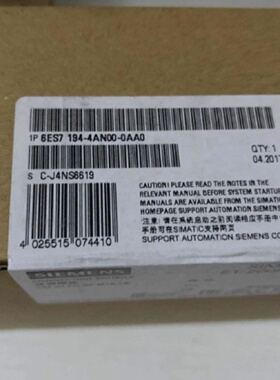 1P 6ES7 194-4AN00-0AA0
QTY: 1
S C-J4NS6619
CAUTION! PLEASE READ THE NOTES IN THE
RELEVANT MANUAL BEFORE SYSTEM STARTUP
MANUALS ARE AVAILABLE FROM THE SIMATIC
HOMEPAGE SUPPORT.AUTOMATION.SIEMENS.CO
注意: 请在系统启动之前阅读相应手册中
手册可在SIMATIC支持主页
SUPPORT.AUTOMATION.SIEMENS.COM
4 025515 074410
SIEMENS